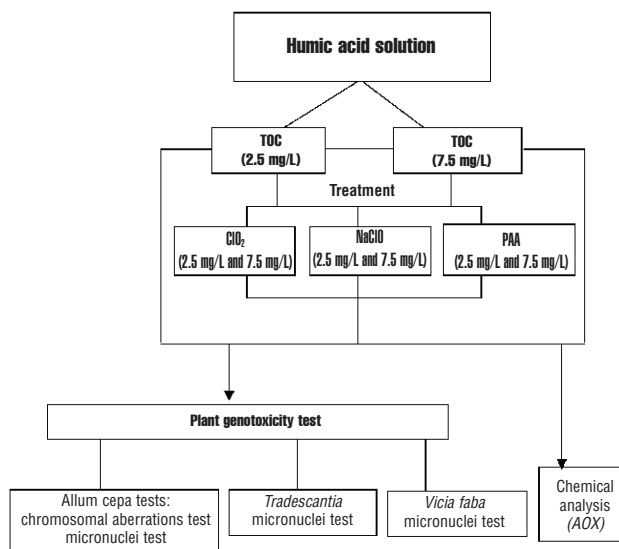 Humic acid solution
TOC
(2.5 mg/L)
TOC
(7.5 mg/L)
Treatment
ClO₂
(2.5 mg/L and 7.5 mg/L)
NaClO
(2.5 mg/L and 7.5 mg/L)
PAA
(2.5 mg/L and 7.5 mg/L)
Plant genotoxicity test
Allum cepa tests:
chromosomal aberrations test
micronuclei test
Tradescantia
micronuclei test
Vicia faba
micronuclei test
Chemical
analysis
(AOX)